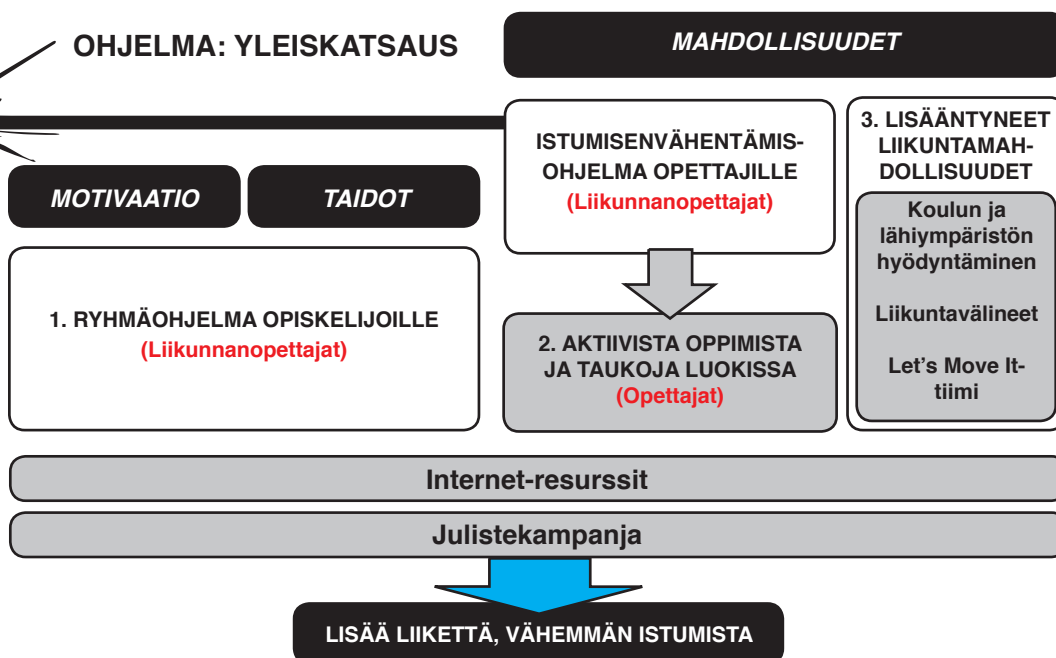 OHJELMA: YLEISKATSAUS
MAHDOLLISUUDET
MOTIVAATIO
TAIDOT
1. RYHMÄOHJELMA OPISKELIJOILLE
(Liikunnanopettajat)
ISTUMISENVÄHENTÄMIS-
OHJELMA OPETTAJILLE
(Liikunnanopettajat)
2. AKTIIVISTA OPPIMISTA
JA TAUKOJA LUOKISSA
(Opettajat)
3. LISÄÄNTYNEET
LIIKUNTAMAH-
DOLLISUUDET
Koulun ja
lähiympäristön
hyödyntäminen
Liikuntavälineet
Let's Move It-
tiimi
Internet-resurssit
Julistekampanja
LISÄÄ LIIKETTÄ, VÄHEMMÄN ISTUMISTA